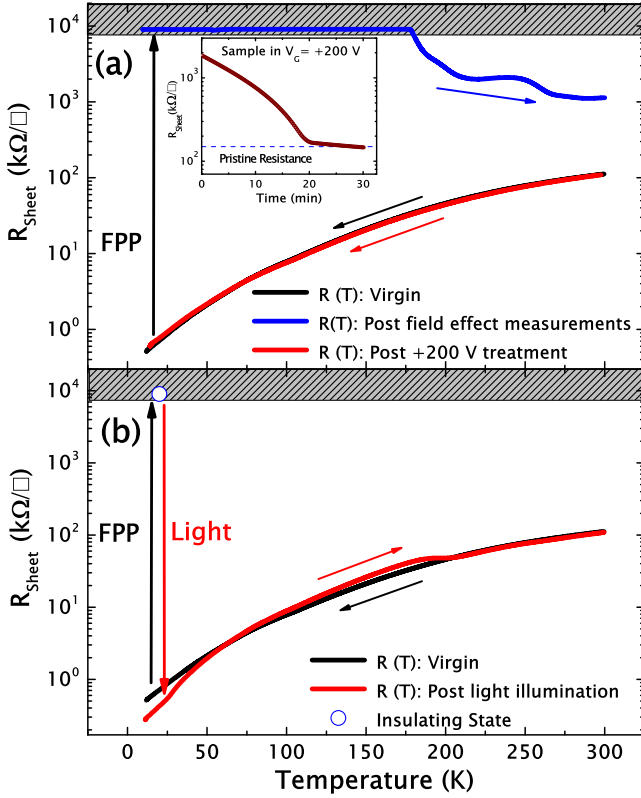 (a)
10⁴
10³
10²
10¹
10⁰
R_Sheet (kΩ/□)
FPP
Sample in V_G= +200 V
R_Sheet (kΩ/□)
10³
10²
Pristine Resistance
0 10 20 30
Time (min)
R (T): Virgin
R(T): Post field effect measurements
R (T): Post +200 V treatment
(b)
10⁴
10³
10²
10¹
10⁰
R_Sheet (kΩ/□)
FPP
Light
R (T): Virgin
R (T): Post light illumination
Insulating State
0 50 100 150 200 250 300
Temperature (K)